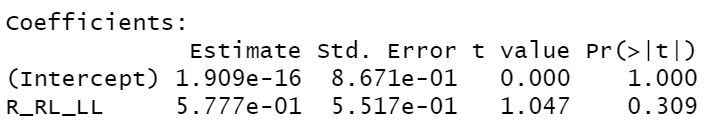 Coefficients:
Estimate Std. Error t value Pr(>|t|)
(Intercept) 1.909e-16 8.671e-01 0.000 1.000
R_RL_LL 5.777e-01 5.517e-01 1.047 0.309